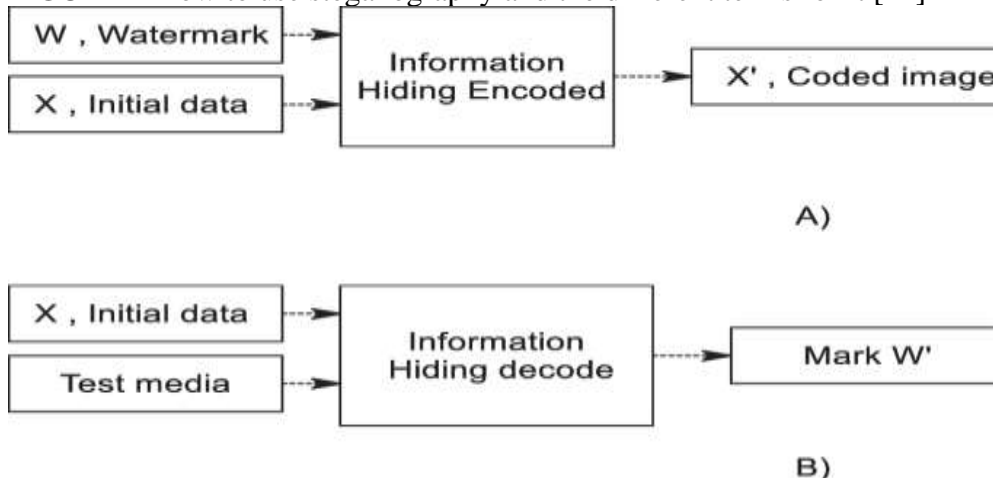 W , Watermark
X , Initial data
Information
Hiding Encoded
X' , Coded image
A)
X , Initial data
Test media
Information
Hiding decode
Mark W'
B)